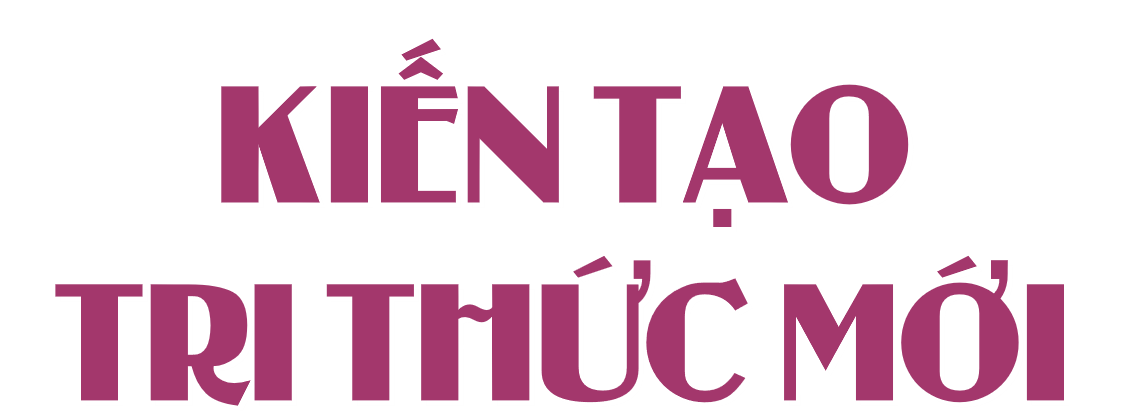 KIẾN TẠO
TRI THỨC MỚI